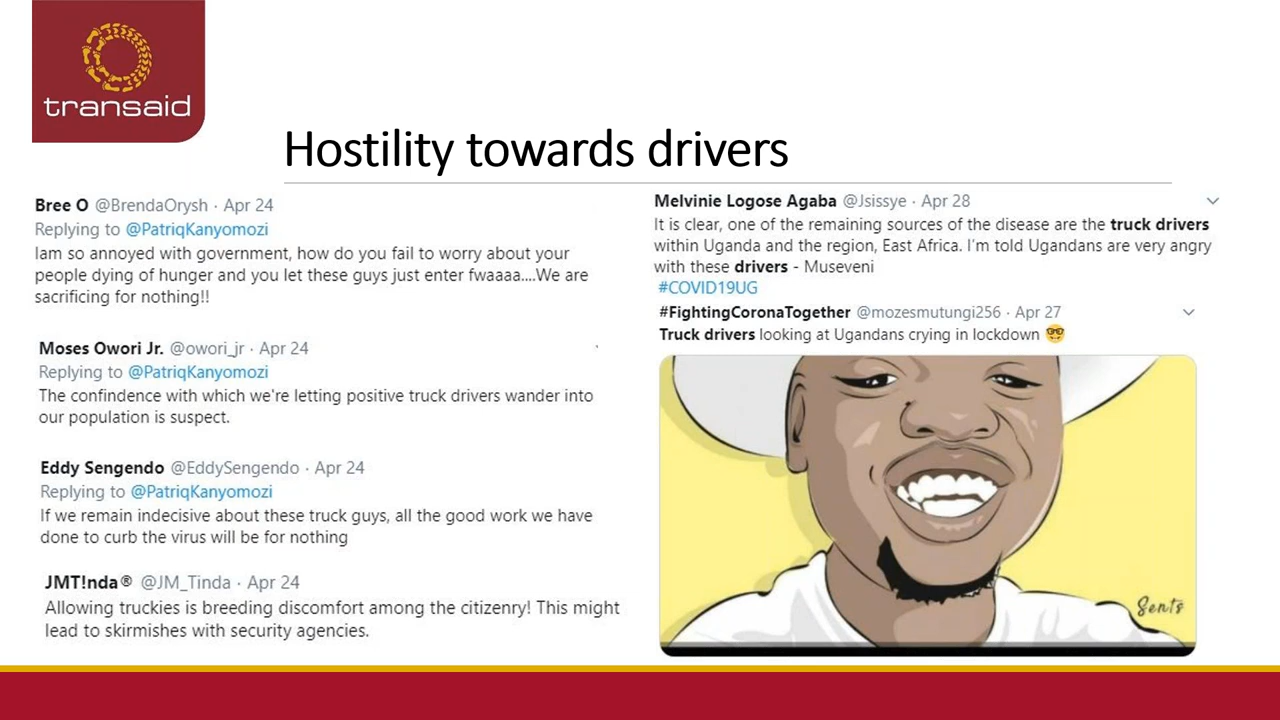 transaid
Hostility towards drivers
Bree O @BrendaOrysh · Apr 24
Replying to @PatriqKanyomozi
Iam so annoyed with government, how do you fail to worry about your
people dying of hunger and you let these guys just enter fwaaaa....We are
sacrificing for nothing!!
Moses Owori Jr. @owori_jr · Apr 24
Replying to @PatriqKanyomozi
The confindence with which we're letting positive truck drivers wander into
our population is suspect.
Eddy Sengendo @EddySengendo · Apr 24
Replying to @PatriqKanyomozi
If we remain indecisive about these truck guys, all the good work we have
done to curb the virus will be for nothing
JMT!nda® @JM_Tinda · Apr 24
Allowing truckies is breeding discomfort among the citizenry! This might
lead to skirmishes with security agencies.
Melvinie Logose Agaba @Jsissye · Apr 28
It is clear, one of the remaining sources of the disease are the truck drivers
within Uganda and the region, East Africa. I'm told Ugandans are very angry
with these drivers - Museveni
#COVID19UG
#FightingCoronaTogether @mozesmutungi256 · Apr 27
Truck drivers looking at Ugandans crying in lockdown 🤓
Sents